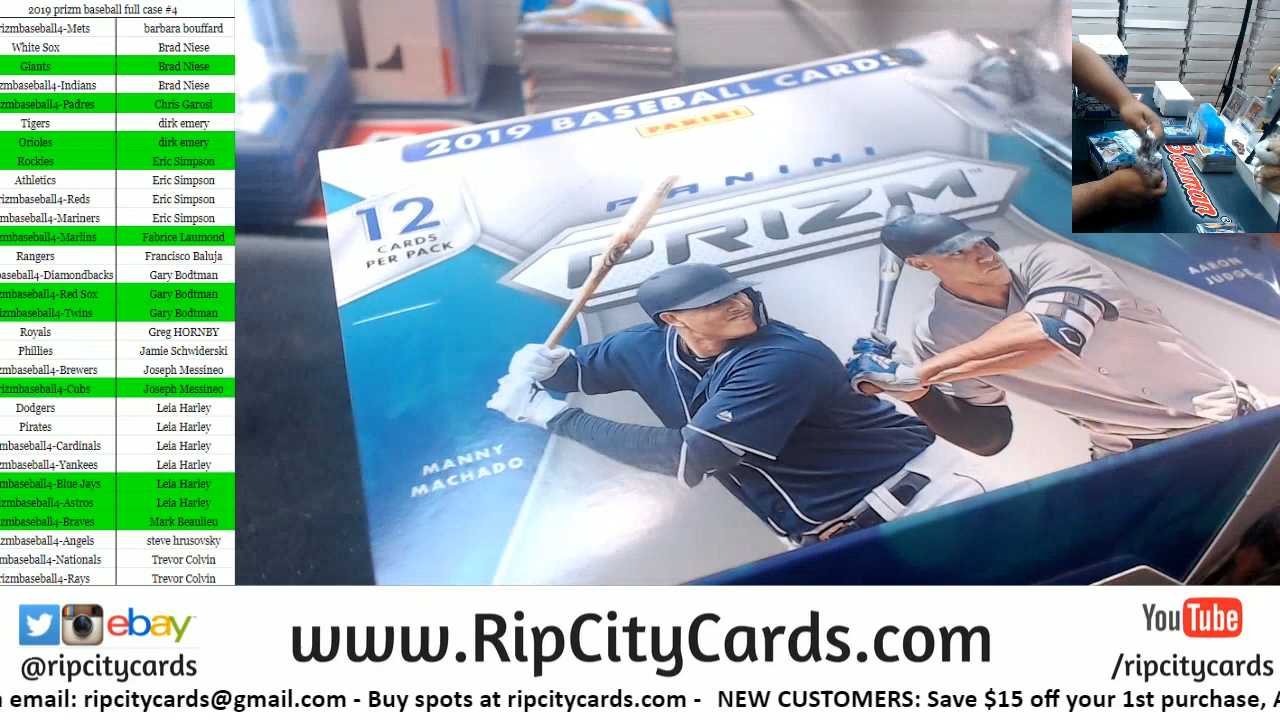 2019 prizm baseball full case #4
rizmbaseball4-Mets barbara bouffard
White Sox Brad Niese
Giants Brad Niese
zmbaseball4-Indians Brad Niese
zmbaseball4-Padres Chris Garosi
Tigers dirk emery
Orioles dirk emery
Rockies Eric Simpson
Athletics Eric Simpson
rizmbaseball4-Reds Eric Simpson
mbaseball4-Mariners Eric Simpson
zmbaseball4-Marlins Fabrice Laumond
Rangers Francisco Baluja
baseball4-Diamondbacks Gary Bodtman
zmbaseball4-Red Sox Gary Bodtman
izmbaseball4-Twins Gary Bodtman
Royals Greg HORNBY
Phillies Jamie Schwiderski
zmbaseball4-Brewers Joseph Messineo
rizmbaseball4-Cubs Joseph Messineo
Dodgers Leia Harley
Pirates Leia Harley
mbaseball4-Cardinals Leia Harley
zmbaseball4-Yankees Leia Harley
mbaseball4-Blue Jays Leia Harley
izmbaseball4-Astros Leia Harley
zmbaseball4-Braves Mark Beaulieu
zmbaseball4-Angels steve hrusovsky
mbaseball4-Nationals Trevor Colvin
rizmbaseball4-Rays Trevor Colvin
2019 BASEBALL CARDS
PANINI
PANINI
PRIZM
12
CARDS
PER PACK
MANNY
MACHADO
AARON
JUDGE
Bowman
ebay
@ripcitycards
www.RipCityCards.com
YouTube
/ripcitycards
email: ripcitycards@gmail.com - Buy spots at ripcitycards.com - NEW CUSTOMERS: Save $15 off your 1st purchase,